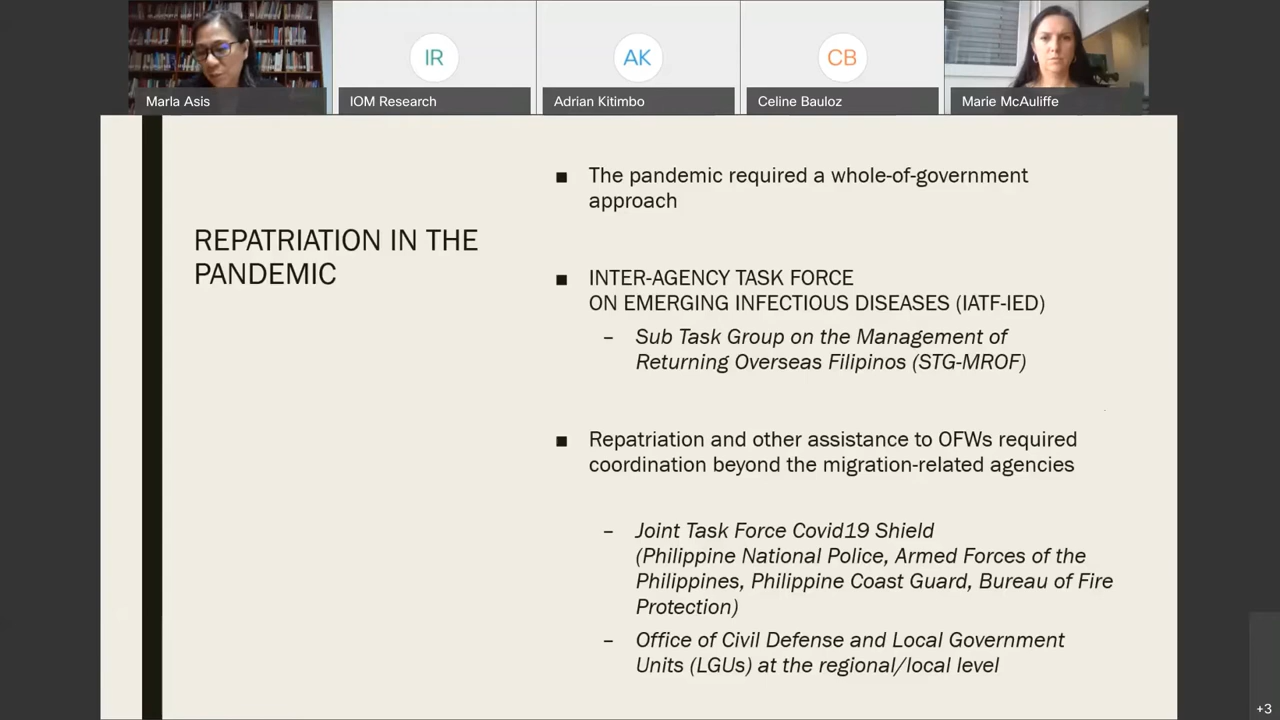 Marla Asis
IR
IOM Research
AK
Adrian Kitimbo
CB
Celine Bauloz
Marie McAuliffe
REPATRIATION IN THE
PANDEMIC
■ The pandemic required a whole-of-government
approach
■ INTER-AGENCY TASK FORCE
ON EMERGING INFECTIOUS DISEASES (IATF-IED)
– Sub Task Group on the Management of
Returning Overseas Filipinos (STG-MROF)
■ Repatriation and other assistance to OFWs required
coordination beyond the migration-related agencies
– Joint Task Force Covid19 Shield
(Philippine National Police, Armed Forces of the
Philippines, Philippine Coast Guard, Bureau of Fire
Protection)
– Office of Civil Defense and Local Government
Units (LGUs) at the regional/local level
+3